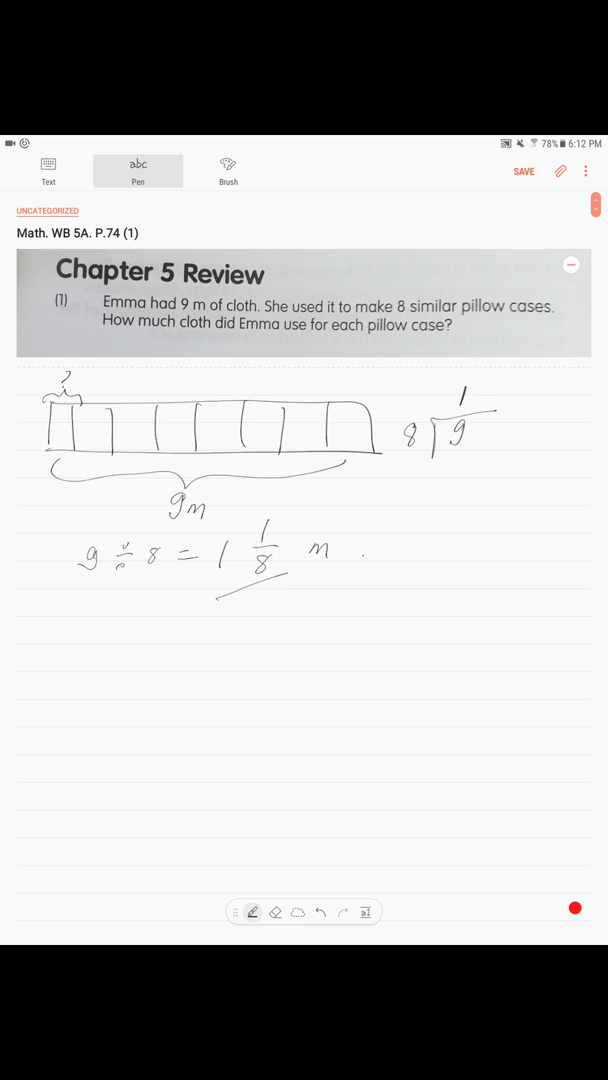 78% 6:12 PM
abc
Text Pen Brush SAVE
UNCATEGORIZED
Math. WB 5A. P.74 (1)
Chapter 5 Review
(1) Emma had 9 m of cloth. She used it to make 8 similar pillow cases.
How much cloth did Emma use for each pillow case?
?
1
8 9
9m
9 ÷ 8 = 1 1/8 m.